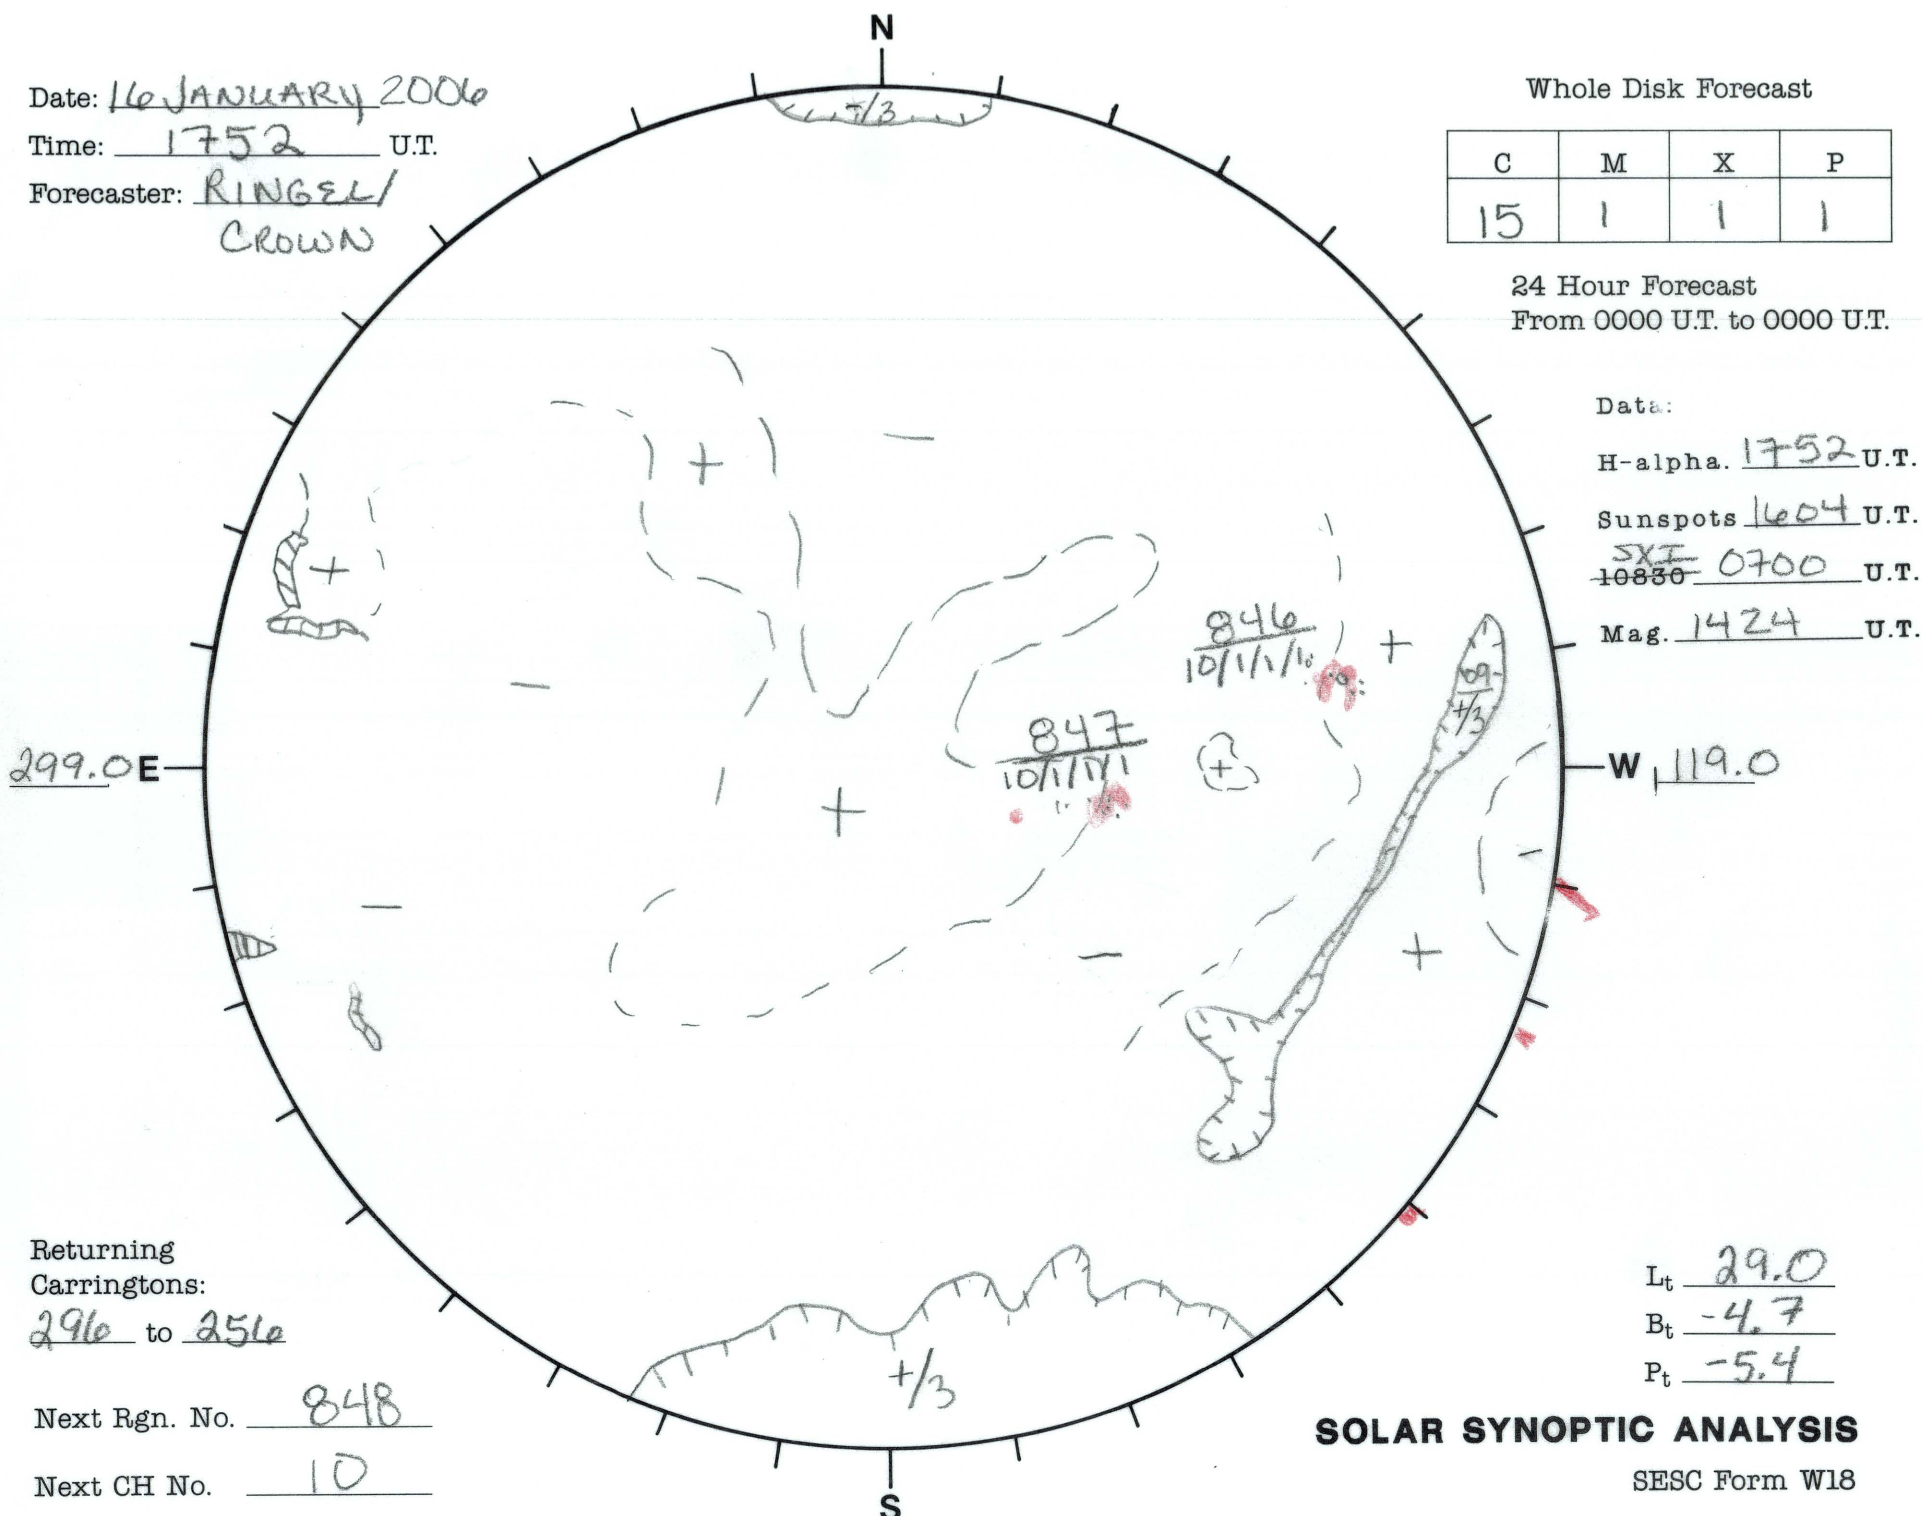 N
Date: 16 JANUARY 2006
Time: 1752 U.T.
Forecaster: RINGEL/
CROWN
Whole Disk Forecast
C M X P
15 1 1 1
24 Hour Forecast
From 0000 U.T. to 0000 U.T.
Data:
H-alpha. 1752 U.T.
Sunspots 1604 U.T.
SXI
10830 0700 U.T.
Mag. 1424 U.T.
-/3
+
-
+
846
10/1/1/1
+
09
+/3
-
847
10/1/1/1
+
+
299.0 E
W 119.0
-
-
-
+
+/3
Returning
Carringtons:
296 to 256
Next Rgn. No. 848
Next CH No. 10
Lt 29.0
Bt -4.7
Pt -5.4
SOLAR SYNOPTIC ANALYSIS
SESC Form W18
S